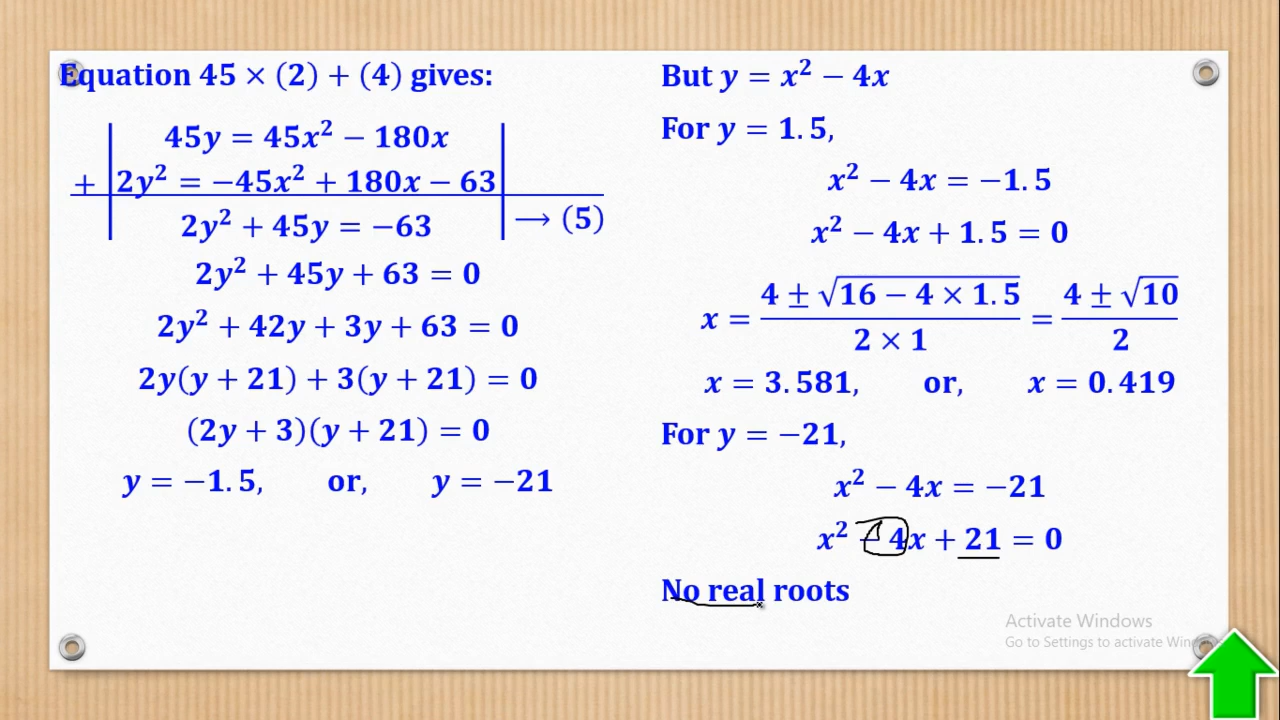 Equation 45 × (2) + (4) gives:
45y = 45x² − 180x
+ 2y² = −45x² + 180x − 63
2y² + 45y = −63 → (5)
2y² + 45y + 63 = 0
2y² + 42y + 3y + 63 = 0
2y(y + 21) + 3(y + 21) = 0
(2y + 3)(y + 21) = 0
y = −1.5, or, y = −21
But y = x² − 4x
For y = 1.5,
x² − 4x = −1.5
x² − 4x + 1.5 = 0
x = (4 ± √(16 − 4 × 1.5))/(2 × 1) = (4 ± √10)/2
x = 3.581, or, x = 0.419
For y = −21,
x² − 4x = −21
x² − 4x + 21 = 0
No real roots
Activate Windows
Go to Settings to activate Windows